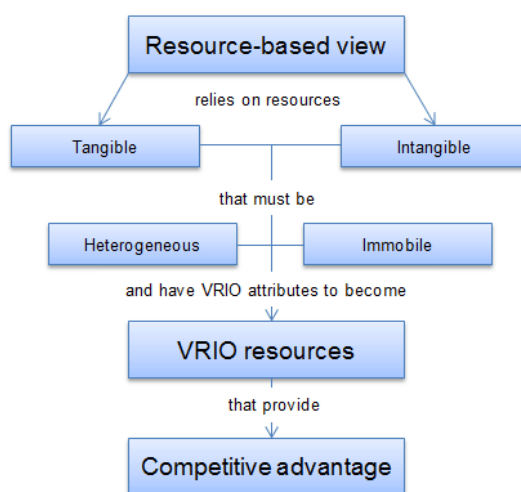 Resource-based view
relies on resources
Tangible
Intangible
that must be
Heterogeneous
Immobile
and have VRIO attributes to become
VRIO resources
that provide
Competitive advantage